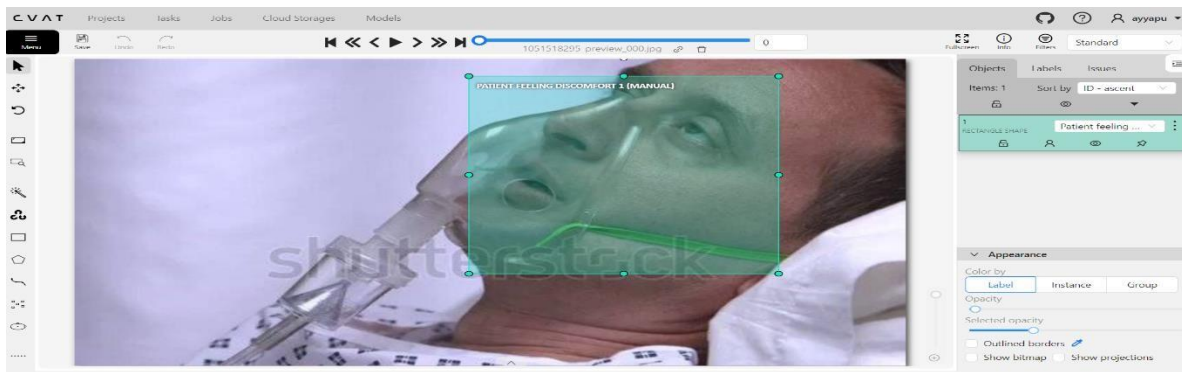 CVAT Projects Tasks Jobs Cloud Storages Models ayyapu
Menu Save Undo Redo 1051518295 preview_000.jpg 0 Fullscreen Info Filters Standard
Objects Labels Issues
Items: 1 Sort by ID - ascent
PATIENT FEELING DISCOMFORT 1 (MANUAL)
1
RECTANGLE SHAPE Patient feeling ...
shutterstock
Appearance
Color by
Label Instance Group
Opacity
Selected opacity
Outlined borders
Show bitmap Show projections